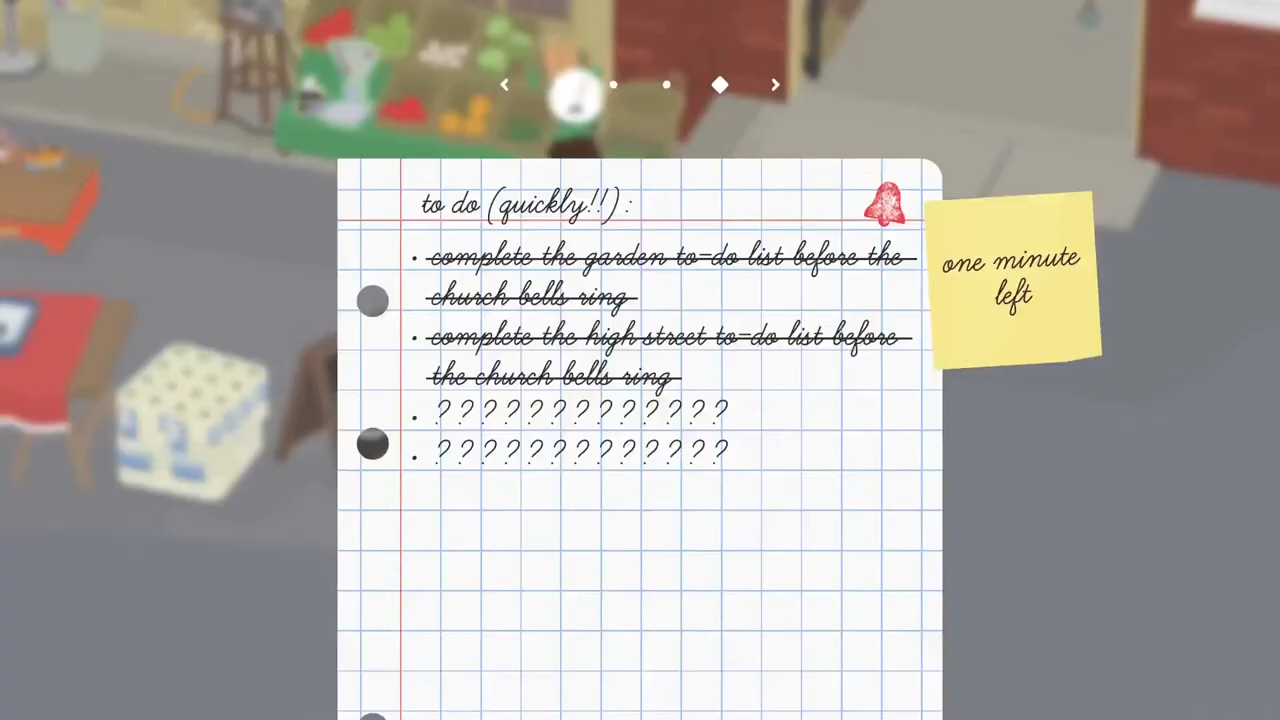 to do (quickly!!) :
• complete the garden to-do list before the
church bells ring
• complete the high street to-do list before
the church bells ring
• ? ? ? ? ? ? ? ? ? ? ? ? ?
• ? ? ? ? ? ? ? ? ? ? ? ? ?
one minute
left